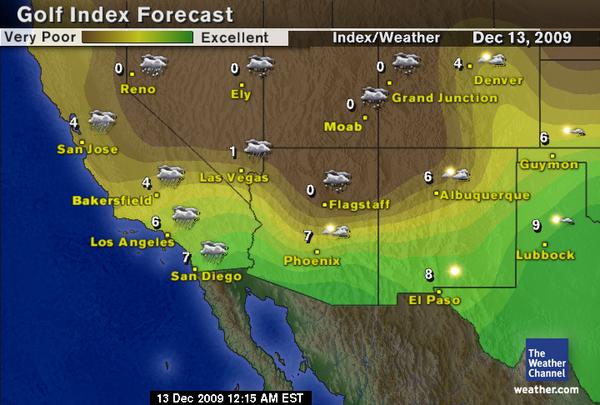 Golf Index Forecast
Very Poor Excellent Index/Weather Dec 13, 2009
0 Reno
0 Ely
0 Grand Junction
4 Denver
0 Moab
4 San Jose
1 Las Vegas
6 Guymon
4 Bakersfield
0 Flagstaff
6 Albuquerque
6 Los Angeles
7 Phoenix
9 Lubbock
7 San Diego
8 El Paso
The
Weather
Channel
weather.com
13 Dec 2009 12:15 AM EST